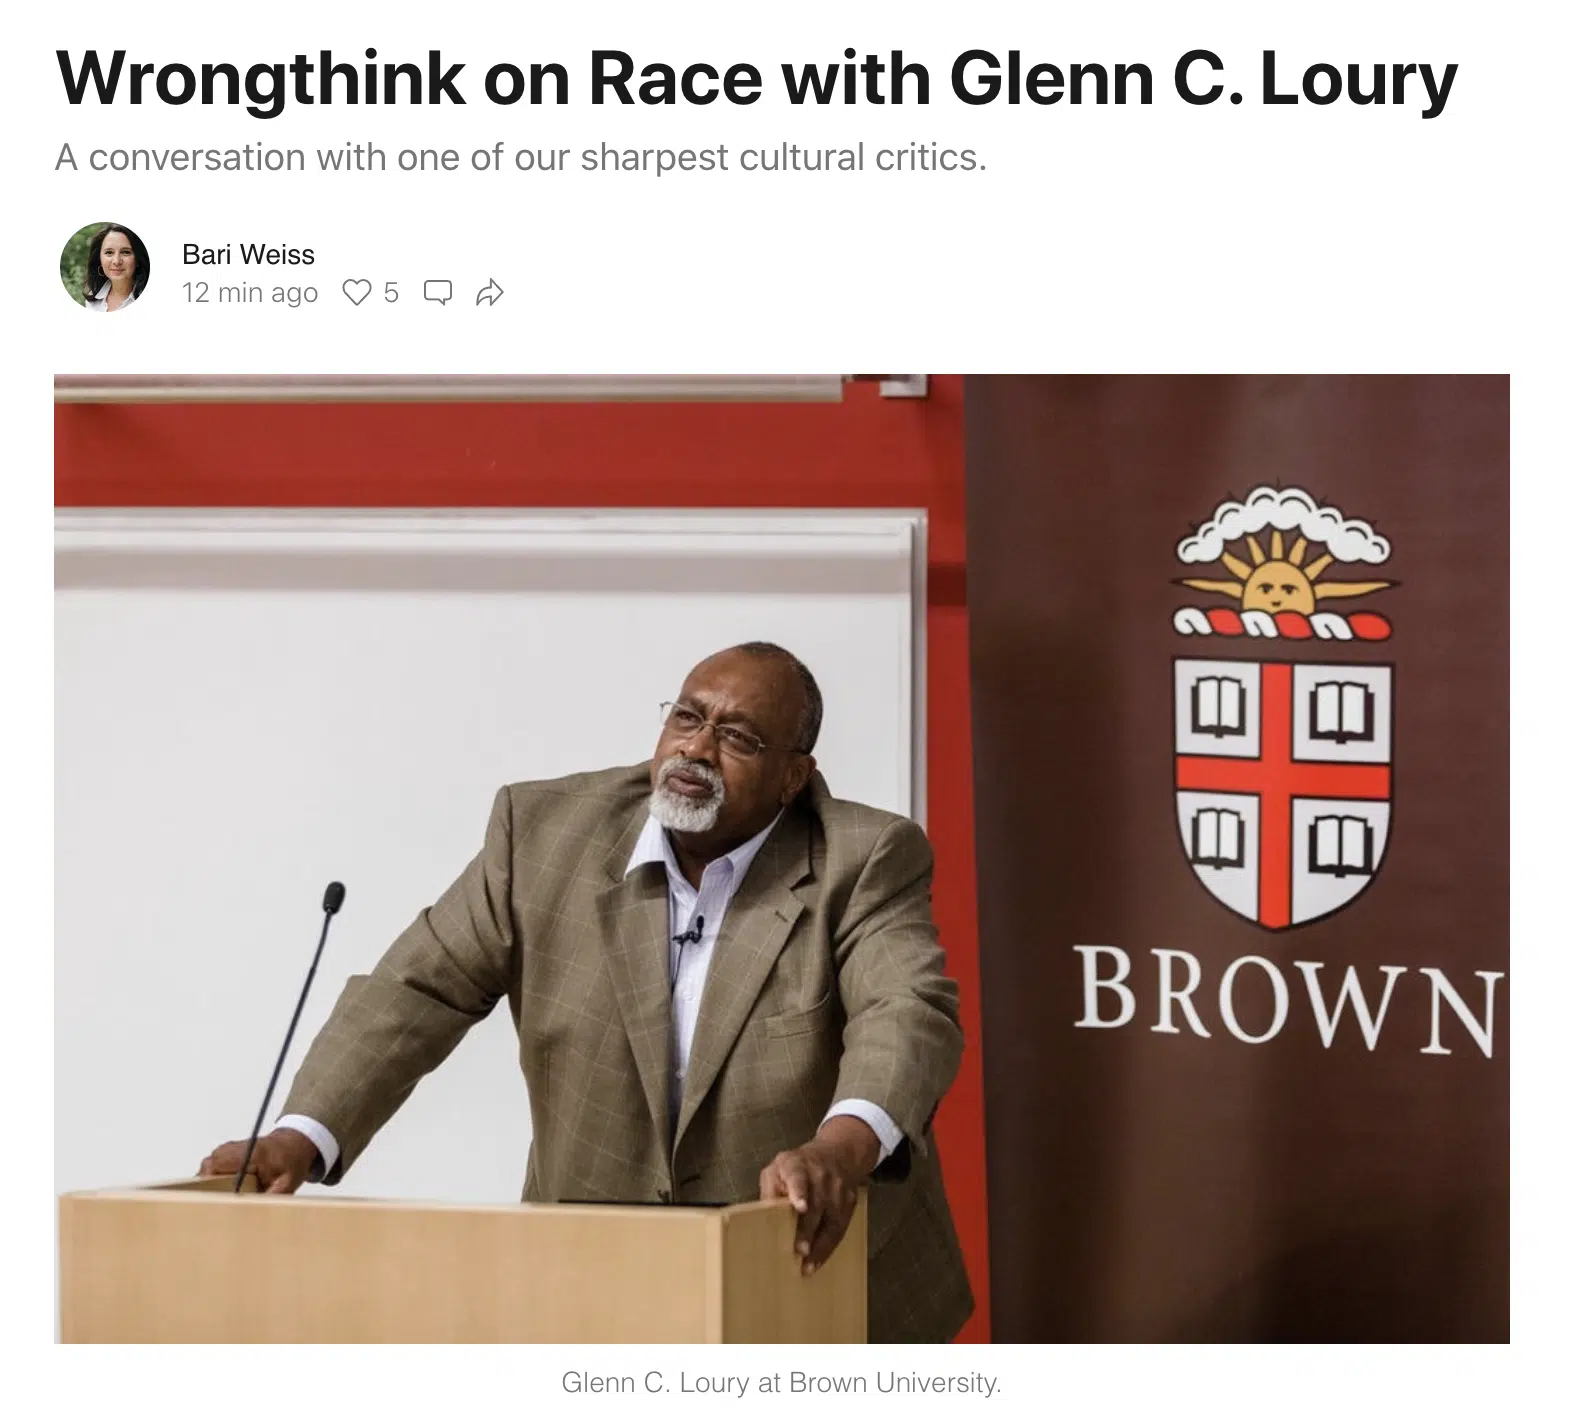 Wrongthink on Race with Glenn C. Loury
A conversation with one of our sharpest cultural critics.
Bari Weiss
12 min ago 5
BROWN
Glenn C. Loury at Brown University.